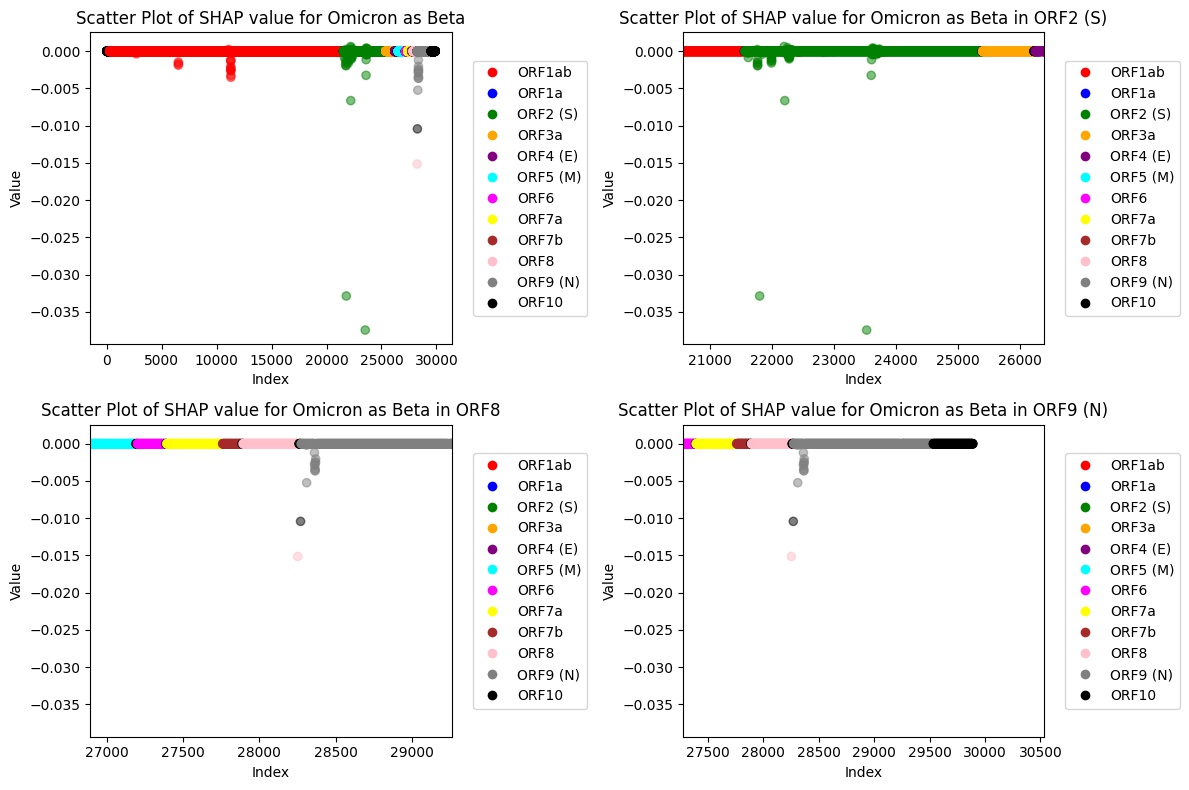 Scatter Plot of SHAP value for Omicron as Beta
0.000
−0.005
−0.010
−0.015
−0.020
−0.025
−0.030
−0.035
Value
0 5000 10000 15000 20000 25000 30000
Index
ORF1ab
ORF1a
ORF2 (S)
ORF3a
ORF4 (E)
ORF5 (M)
ORF6
ORF7a
ORF7b
ORF8
ORF9 (N)
ORF10
Scatter Plot of SHAP value for Omicron as Beta in ORF2 (S)
0.000
−0.005
−0.010
−0.015
−0.020
−0.025
−0.030
−0.035
Value
21000 22000 23000 24000 25000 26000
Index
ORF1ab
ORF1a
ORF2 (S)
ORF3a
ORF4 (E)
ORF5 (M)
ORF6
ORF7a
ORF7b
ORF8
ORF9 (N)
ORF10
Scatter Plot of SHAP value for Omicron as Beta in ORF8
0.000
−0.005
−0.010
−0.015
−0.020
−0.025
−0.030
−0.035
Value
27000 27500 28000 28500 29000
Index
ORF1ab
ORF1a
ORF2 (S)
ORF3a
ORF4 (E)
ORF5 (M)
ORF6
ORF7a
ORF7b
ORF8
ORF9 (N)
ORF10
Scatter Plot of SHAP value for Omicron as Beta in ORF9 (N)
0.000
−0.005
−0.010
−0.015
−0.020
−0.025
−0.030
−0.035
Value
27500 28000 28500 29000 29500 30000 30500
Index
ORF1ab
ORF1a
ORF2 (S)
ORF3a
ORF4 (E)
ORF5 (M)
ORF6
ORF7a
ORF7b
ORF8
ORF9 (N)
ORF10